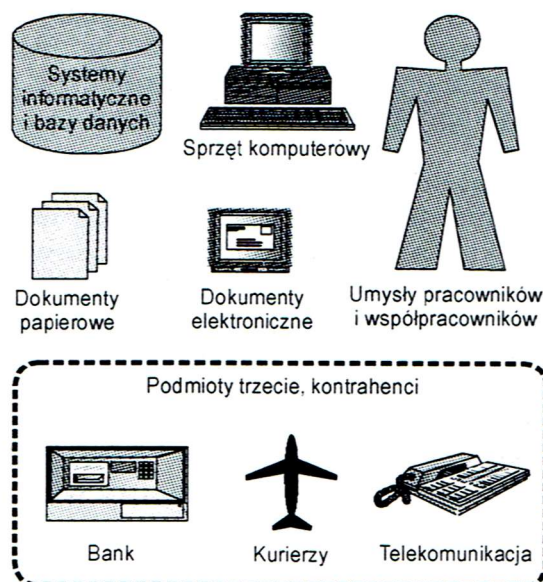 Systemy
informatyczne
i bazy danych
Sprzęt komputerowy
Dokumenty
papierowe
Dokumenty
elektroniczne
Umysły pracowników
i współpracowników
Podmioty trzecie, kontrahenci
Bank
Kurierzy
Telekomunikacja